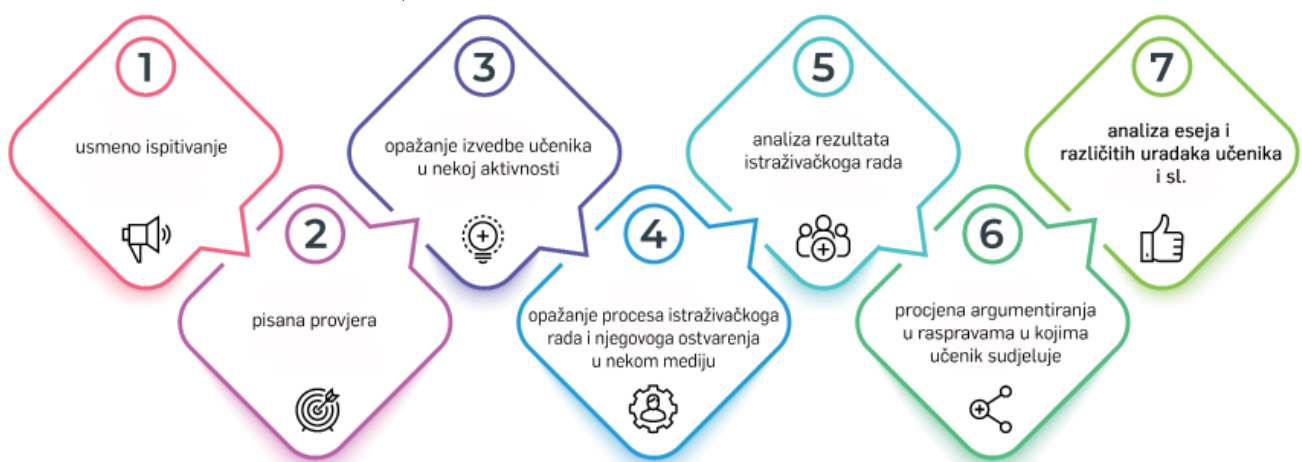 1
usmeno ispitivanje
2
pisana provjera
3
opažanje izvedbe učenika
u nekoj aktivnosti
4
opažanje procesa istraživačkoga
rada i njegovoga ostvarenja
u nekom mediju
5
analiza rezultata
istraživačkoga rada
6
procjena argumentiranja
u raspravama u kojima
učenik sudjeluje
7
analiza eseja i
različitih uradaka učenika
i sl.